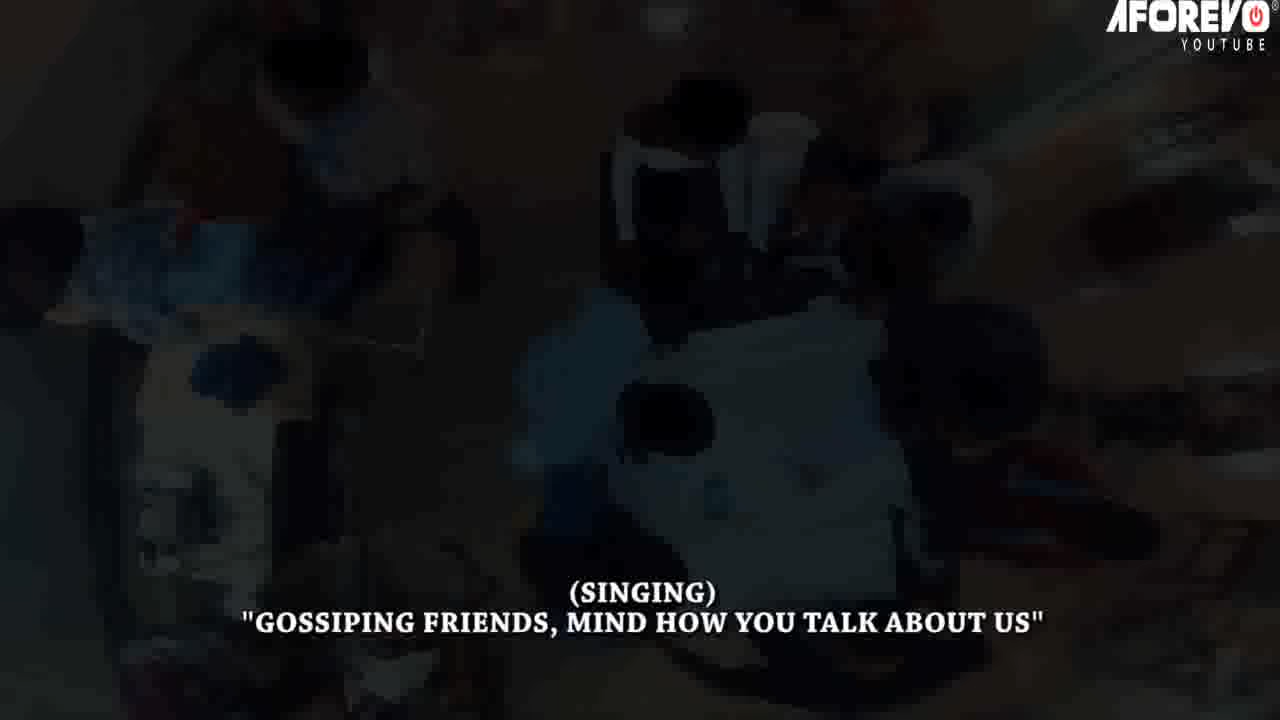 AFOREVO®
YOUTUBE
(SINGING)
"GOSSIPING FRIENDS, MIND HOW YOU TALK ABOUT US"